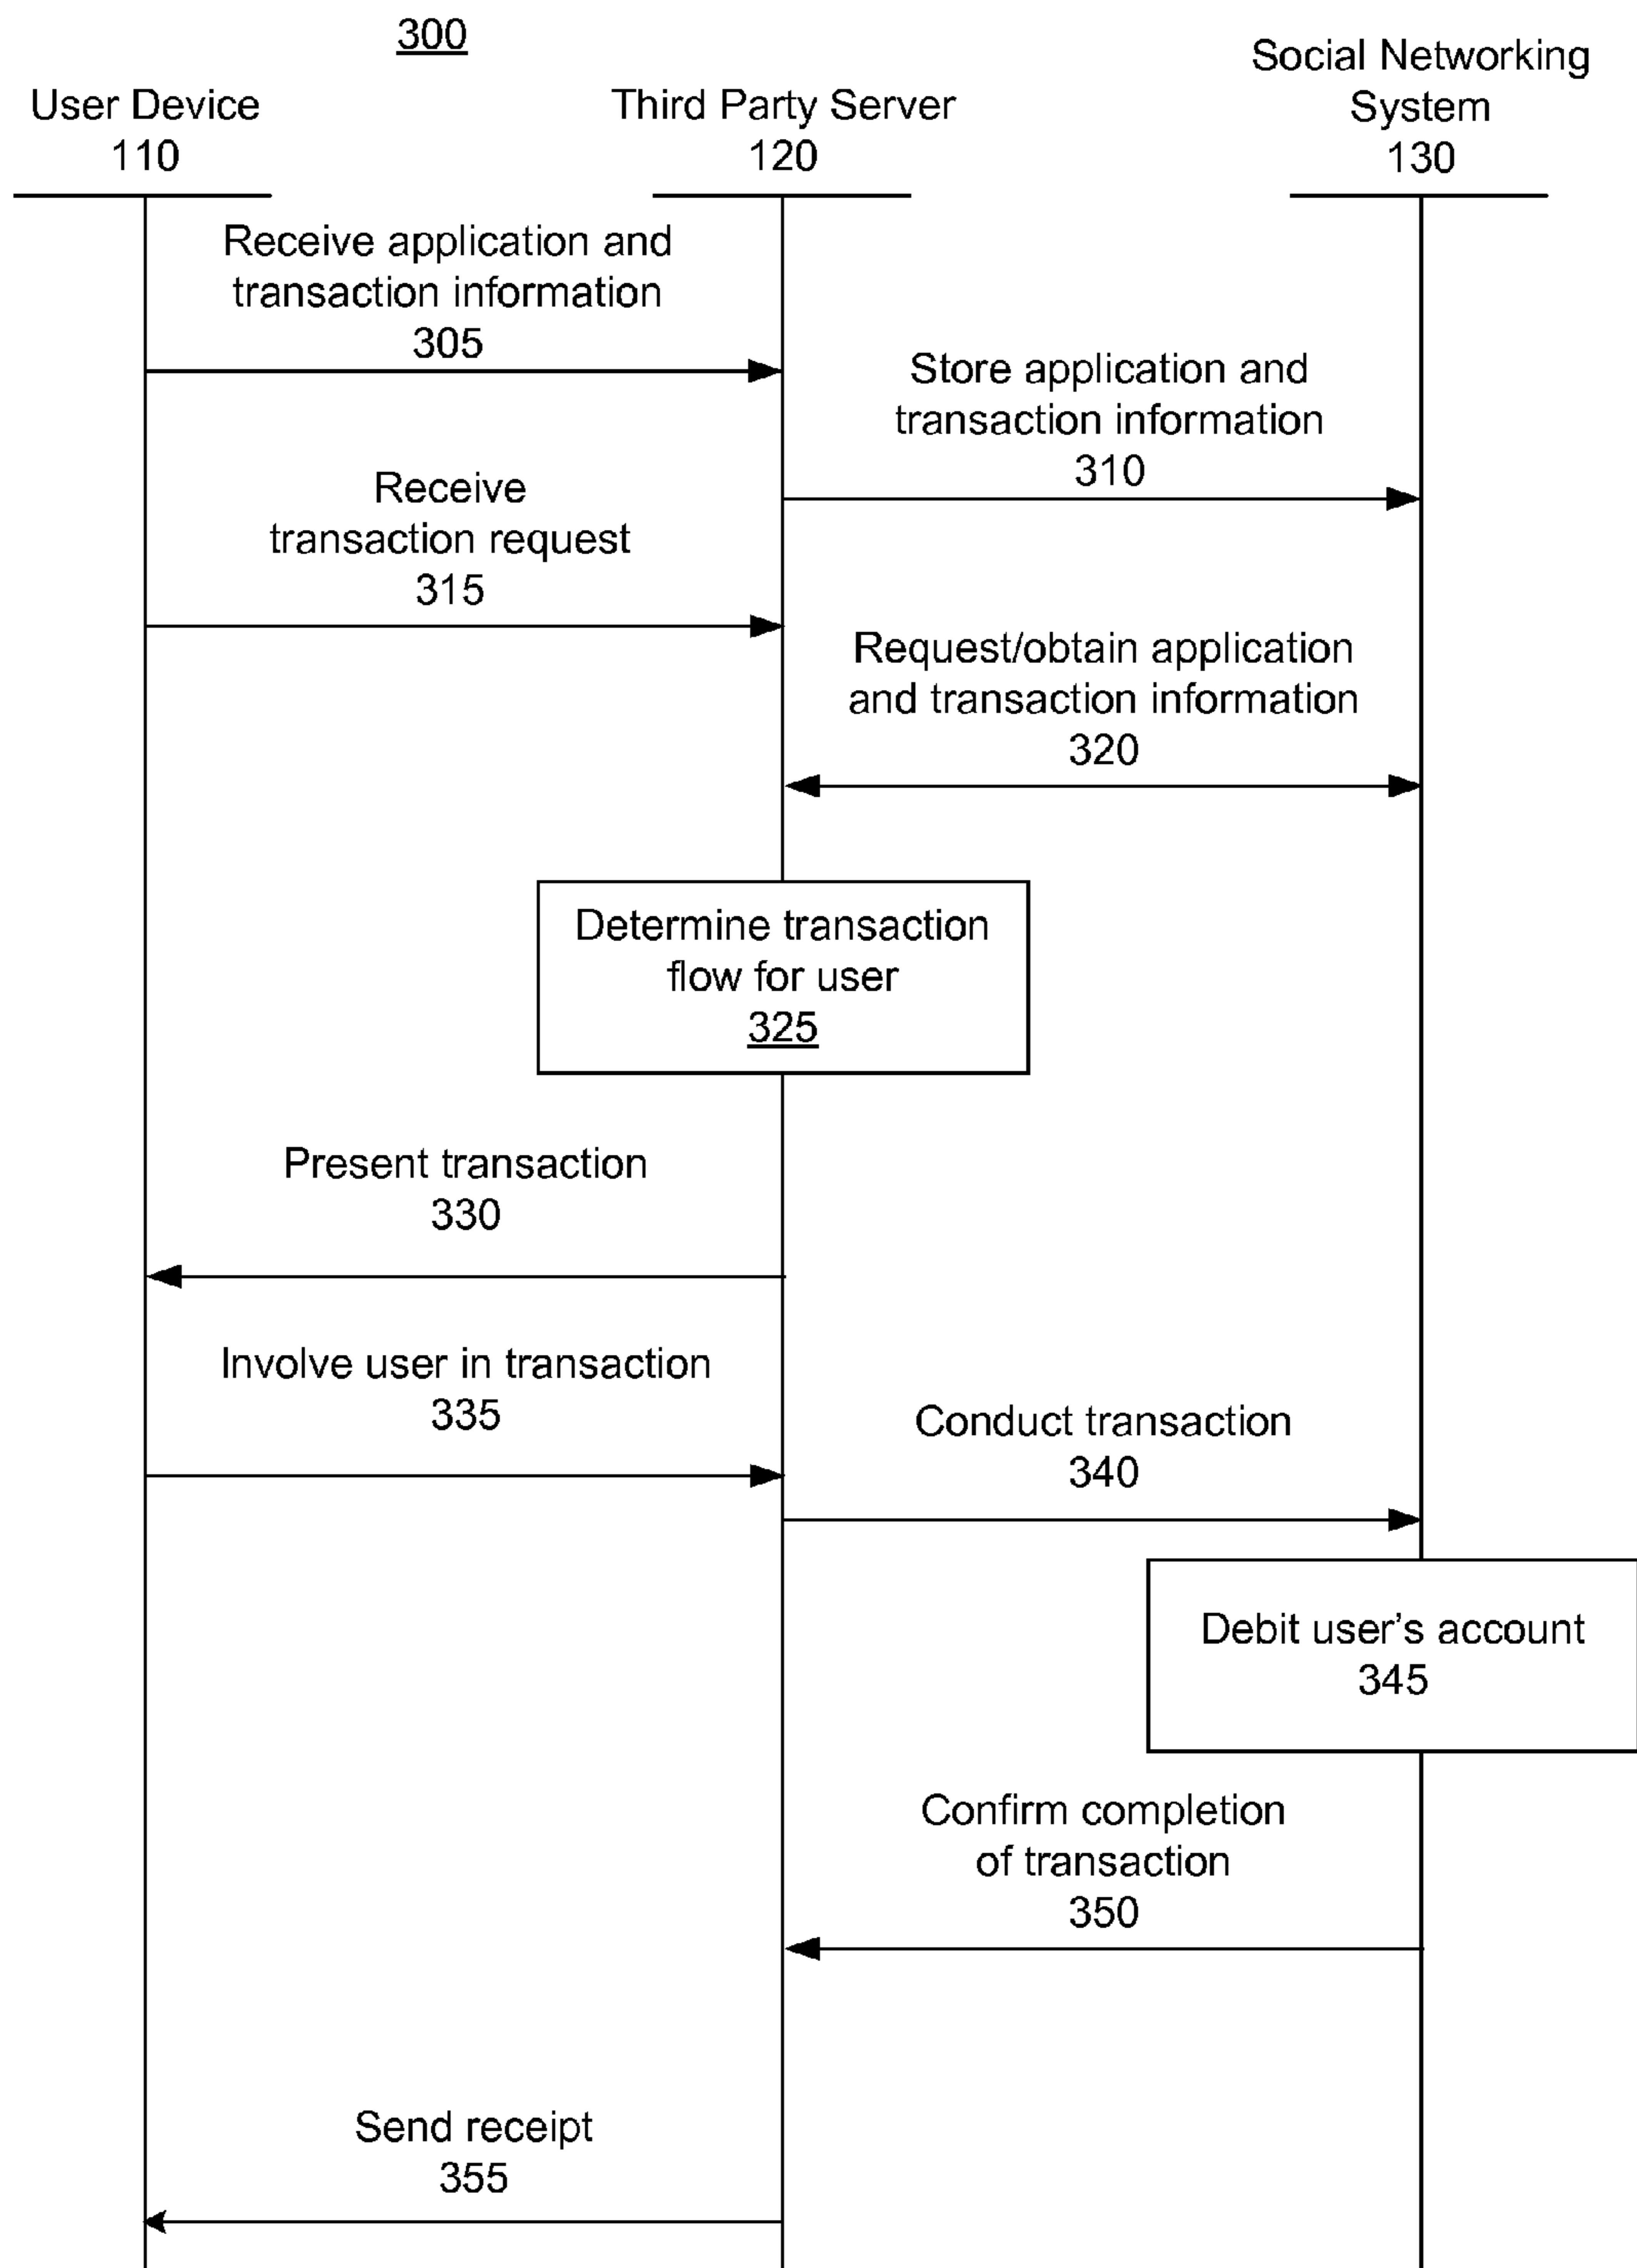 300
User Device
110
Third Party Server
120
Social Networking
System
130
Receive application and
transaction information
305
Store application and
transaction information
310
Receive
transaction request
315
Request/obtain application
and transaction information
320
Determine transaction
flow for user
325
Present transaction
330
Involve user in transaction
335
Conduct transaction
340
Debit user's account
345
Confirm completion
of transaction
350
Send receipt
355